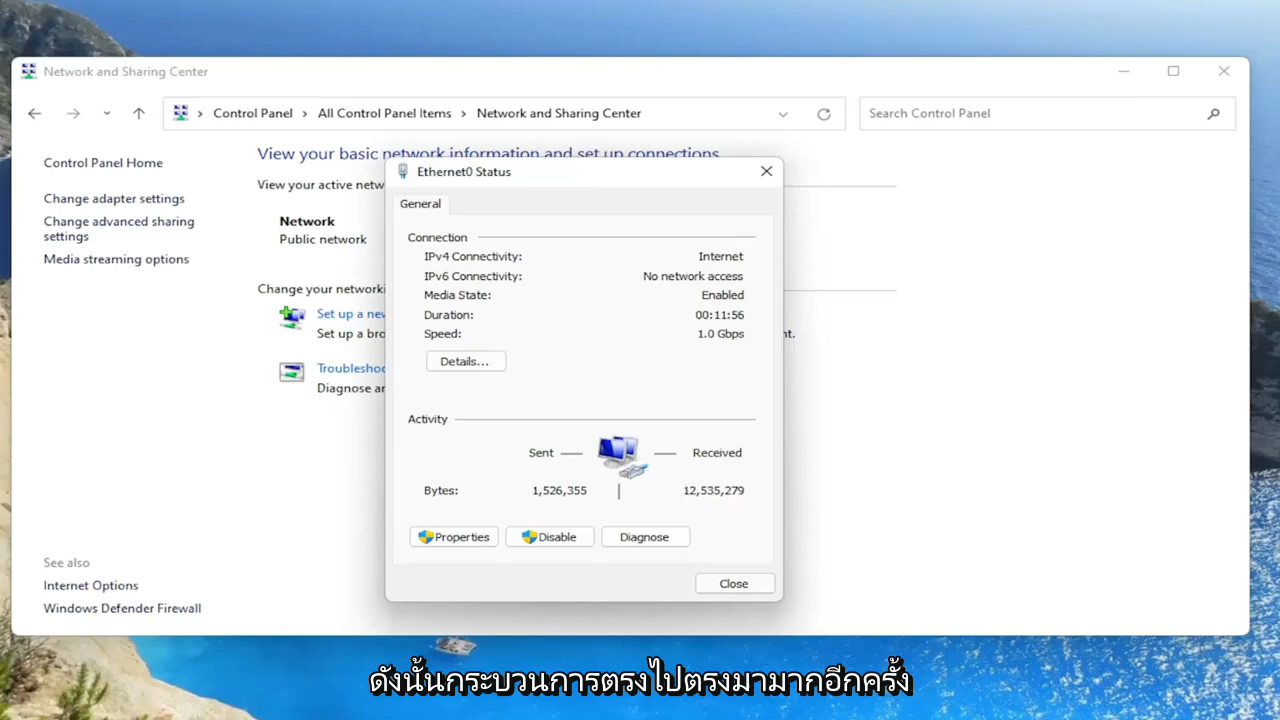 Network and Sharing Center
Control Panel › All Control Panel Items › Network and Sharing Center
Search Control Panel
Control Panel Home
Change adapter settings
Change advanced sharing
settings
Media streaming options
See also
Internet Options
Windows Defender Firewall
View your basic network information and set up connections
View your active netw
Network
Public network
Change your networki
Set up a new
Set up a bro
nt.
Troubleshoo
Diagnose an
Ethernet0 Status
General
Connection
IPv4 Connectivity: Internet
IPv6 Connectivity: No network access
Media State: Enabled
Duration: 00:11:56
Speed: 1.0 Gbps
Details...
Activity
Sent — — Received
Bytes: 1,526,355 | 12,535,279
Properties Disable Diagnose
Close
ดังนั้นกระบวนการตรงไปตรงมามากอีกครั้ง